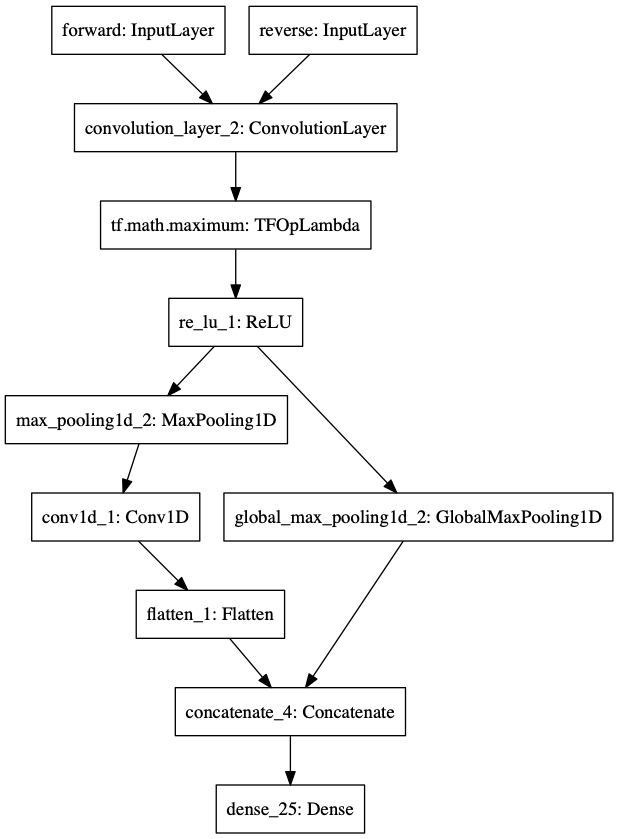 forward: InputLayer
reverse: InputLayer
convolution_layer_2: ConvolutionLayer
tf.math.maximum: TFOpLambda
re_lu_1: ReLU
max_pooling1d_2: MaxPooling1D
conv1d_1: Conv1D
global_max_pooling1d_2: GlobalMaxPooling1D
flatten_1: Flatten
concatenate_4: Concatenate
dense_25: Dense